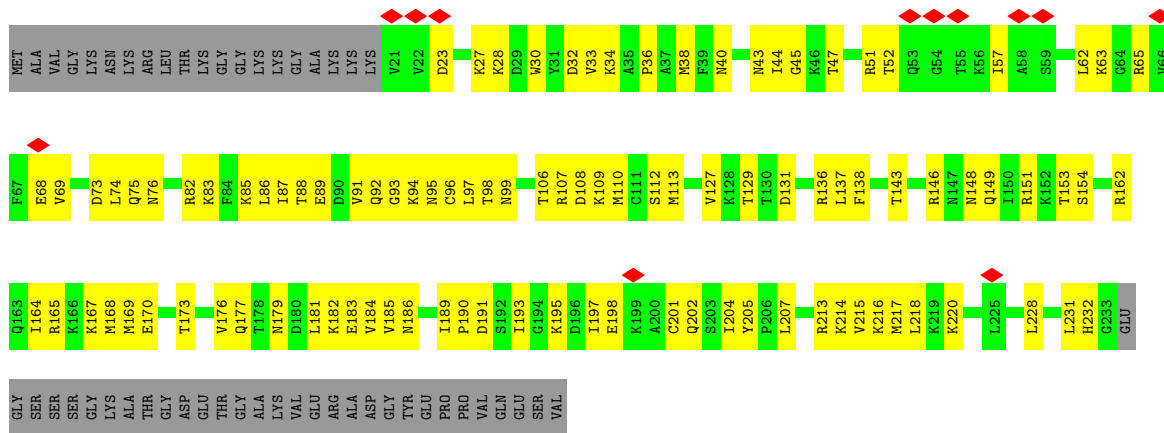 MET ALA VAL GLY LYS ASN LYS ARG LEU THR LYS GLY GLY LYS LYS GLY ALA LYS LYS LYS V21 V22 D23 K27 K28 D29 W30 Y31 D32 V33 K34 A35 P36 A37 M38 F39 N40 N43 I44 G45 K46 T47 R51 T52 Q53 G54 T55 K56 I57 A58 S59 L62 K63 G64 R65 V66
F67 E68 V69 D73 L74 Q75 N76 R82 K83 F84 K85 L86 I87 T88 E89 D90 V91 Q92 G93 K94 N95 C96 L97 T98 N99 T106 R107 D108 K109 M110 C111 S112 M113 V127 K128 T129 T130 D131 R136 L137 F138 T143 R146 N147 N148 Q149 I150 R151 K152 T153 S154 R162
Q163 I164 R165 K166 K167 M168 M169 E170 T173 V176 Q177 T178 N179 D180 L181 K182 E183 V184 V185 N186 I189 P190 D191 S192 I193 G194 K195 D196 I197 E198 K199 A200 C201 Q202 S203 I204 Y205 P206 L207 R213 K214 V215 K216 M217 L218 K219 K220 L225 L228 L231 H232 G233 GLU
GLY SER SER SER GLY LYS ALA THR GLY ASP GLU THR GLY ALA LYS VAL GLU ARG ALA ASP GLY TYR GLU PRO PRO VAL GLN GLU SER VAL